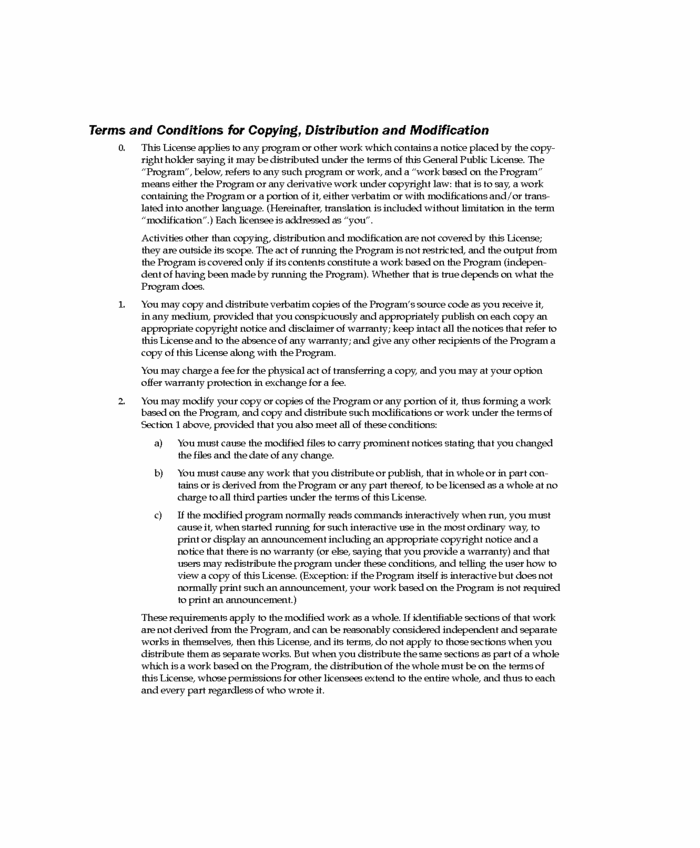 Terms and Conditions for Copying, Distribution and Modification
0. This License applies to any program or other work which contains a notice placed by the copy-
right holder saying it may be distributed under the terms of this General Public License. The
“Program”, below, refers to any such program or work, and a “work based on the Program”
means either the Program or any derivative work under copyright law: that is to say, a work
containing the Program or a portion of it, either verbatim or with modifications and/or trans-
lated into another language. (Hereinafter, translation is included without limitation in the term
“modification”.) Each licensee is addressed as “you”.
Activities other than copying, distribution and modification are not covered by this License;
they are outside its scope. The act of running the Program is not restricted, and the output from
the Program is covered only if its contents constitute a work based on the Program (indepen-
dent of having been made by running the Program). Whether that is true depends on what the
Program does.
1. You may copy and distribute verbatim copies of the Program’s source code as you receive it,
in any medium, provided that you conspicuously and appropriately publish on each copy an
appropriate copyright notice and disclaimer of warranty; keep intact all the notices that refer to
this License and to the absence of any warranty; and give any other recipients of the Program a
copy of this License along with the Program.
You may charge a fee for the physical act of transferring a copy, and you may at your option
offer warranty protection in exchange for a fee.
2. You may modify your copy or copies of the Program or any portion of it, thus forming a work
based on the Program, and copy and distribute such modifications or work under the terms of
Section 1 above, provided that you also meet all of these conditions:
a) You must cause the modified files to carry prominent notices stating that you changed
the files and the date of any change.
b) You must cause any work that you distribute or publish, that in whole or in part con-
tains or is derived from the Program or any part thereof, to be licensed as a whole at no
charge to all third parties under the terms of this License.
c) If the modified program normally reads commands interactively when run, you must
cause it, when started running for such interactive use in the most ordinary way, to
print or display an announcement including an appropriate copyright notice and a
notice that there is no warranty (or else, saying that you provide a warranty) and that
users may redistribute the program under these conditions, and telling the user how to
view a copy of this License. (Exception: if the Program itself is interactive but does not
normally print such an announcement, your work based on the Program is not required
to print an announcement.)
These requirements apply to the modified work as a whole. If identifiable sections of that work
are not derived from the Program, and can be reasonably considered independent and separate
works in themselves, then this License, and its terms, do not apply to those sections when you
distribute them as separate works. But when you distribute the same sections as part of a whole
which is a work based on the Program, the distribution of the whole must be on the terms of
this License, whose permissions for other licensees extend to the entire whole, and thus to each
and every part regardless of who wrote it.